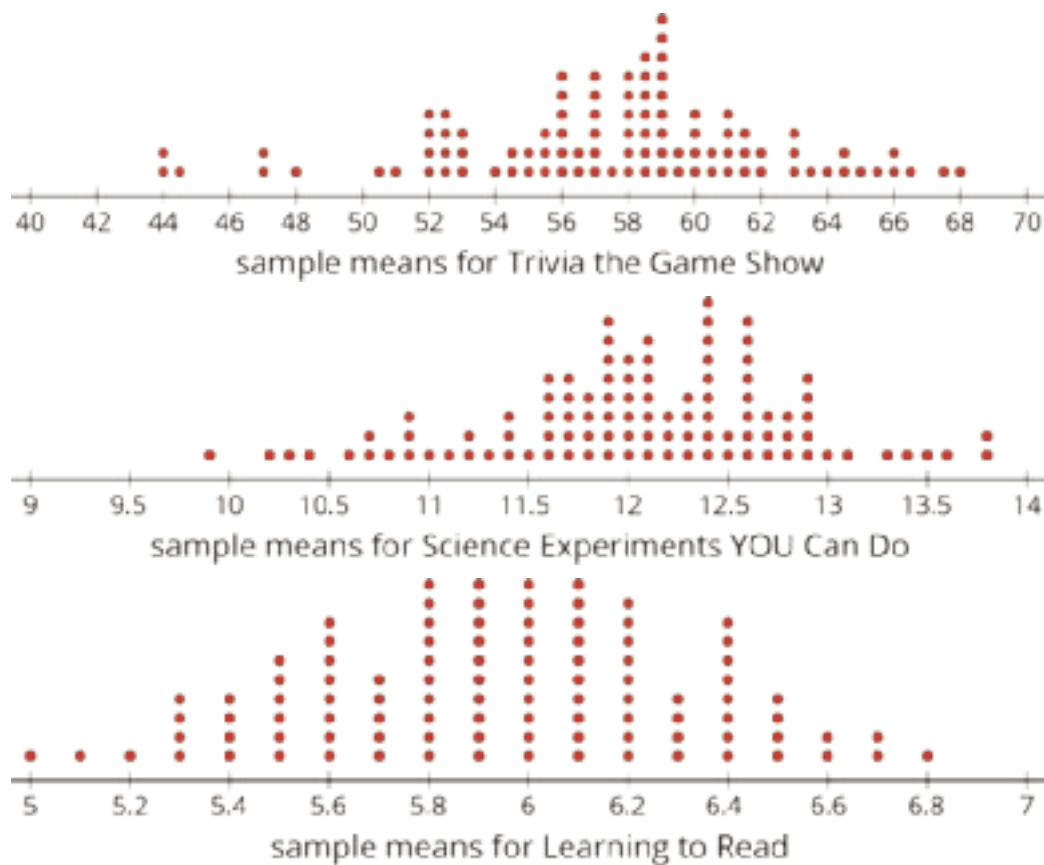 40 42 44 46 48 50 52 54 56 58 60 62 64 66 68 70
sample means for Trivia the Game Show
9 9.5 10 10.5 11 11.5 12 12.5 13 13.5 14
sample means for Science Experiments YOU Can Do
5 5.2 5.4 5.6 5.8 6 6.2 6.4 6.6 6.8 7
sample means for Learning to Read